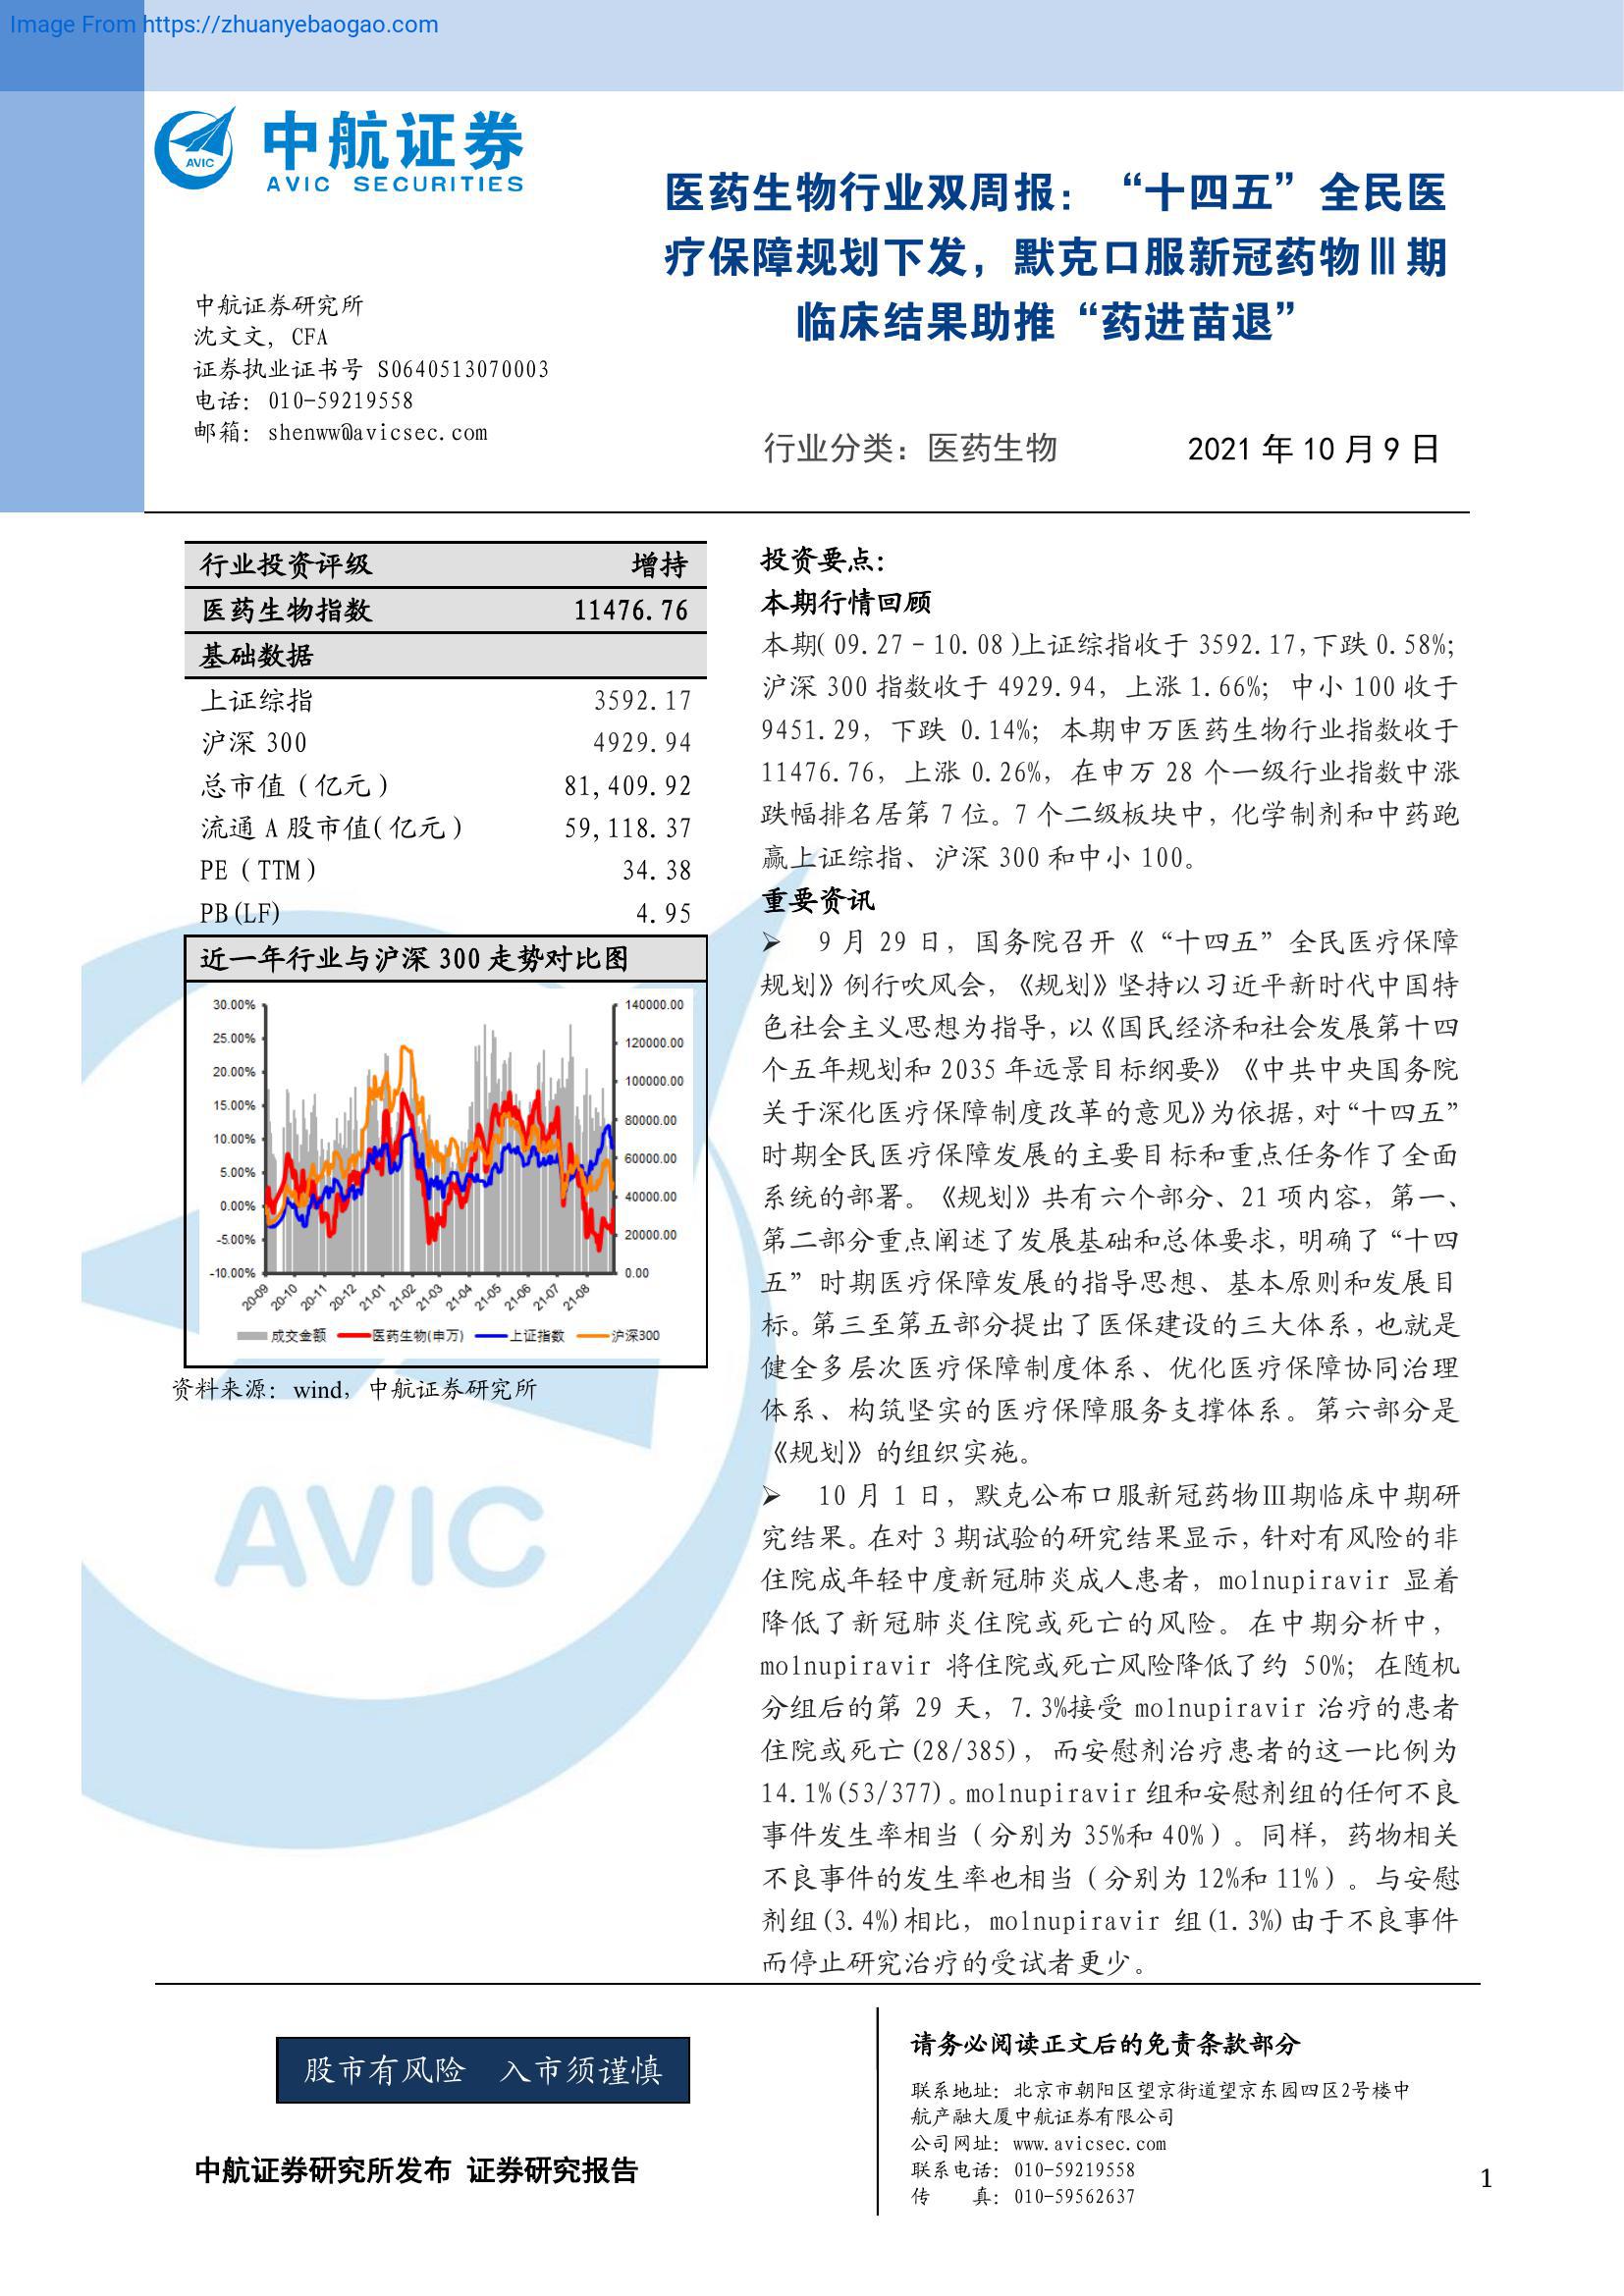 Image From https://zhuanyebaogao.com
中航证券
AVIC SECURITIES
AVIC
医药生物行业双周报：“十四五”全民医
疗保障规划下发，默克口服新冠药物Ⅲ期
临床结果助推“药进苗退”
中航证券研究所
沈文文，CFA
证券执业证书号 S0640513070003
电话：010-59219558
邮箱：shenww@avicsec.com
行业分类：医药生物 2021 年 10 月 9 日
行业投资评级 增持
医药生物指数 11476.76
基础数据
上证综指 3592.17
沪深 300 4929.94
总市值（亿元） 81,409.92
流通 A 股市值(亿元) 59,118.37
PE（TTM） 34.38
PB(LF) 4.95
近一年行业与沪深 300 走势对比图
30.00% 140000.00
25.00% 120000.00
20.00% 100000.00
15.00% 80000.00
10.00% 60000.00
5.00% 40000.00
0.00% 20000.00
-5.00% 0.00
-10.00%
20-09 20-10 20-11 20-12 21-01 21-02 21-03 21-04 21-05 21-06 21-07 21-08
成交金额 医药生物(申万) 上证指数 沪深300
资料来源：wind，中航证券研究所
AVIC
投资要点：
本期行情回顾
本期(09.27-10.08)上证综指收于 3592.17,下跌 0.58%；
沪深 300 指数收于 4929.94，上涨 1.66%；中小 100 收于
9451.29，下跌 0.14%；本期申万医药生物行业指数收于
11476.76，上涨 0.26%，在申万 28 个一级行业指数中涨
跌幅排名居第 7 位。7 个二级板块中，化学制剂和中药跑
赢上证综指、沪深 300 和中小 100。
重要资讯
➢ 9 月 29 日，国务院召开《“十四五”全民医疗保障
规划》例行吹风会，《规划》坚持以习近平新时代中国特
色社会主义思想为指导，以《国民经济和社会发展第十四
个五年规划和 2035 年远景目标纲要》《中共中央国务院
关于深化医疗保障制度改革的意见》为依据，对“十四五”
时期全民医疗保障发展的主要目标和重点任务作了全面
系统的部署。《规划》共有六个部分、21 项内容，第一、
第二部分重点阐述了发展基础和总体要求，明确了“十四
五”时期医疗保障发展的指导思想、基本原则和发展目
标。第三至第五部分提出了医保建设的三大体系，也就是
健全多层次医疗保障制度体系、优化医疗保障协同治理
体系、构筑坚实的医疗保障服务支撑体系。第六部分是
《规划》的组织实施。
➢ 10 月 1 日，默克公布口服新冠药物Ⅲ期临床中期研
究结果。在对 3 期试验的研究结果显示，针对有风险的非
住院成年轻中度新冠肺炎成人患者，molnupiravir 显着
降低了新冠肺炎住院或死亡的风险。在中期分析中，
molnupiravir 将住院或死亡风险降低了约 50%；在随机
分组后的第 29 天，7.3%接受 molnupiravir 治疗的患者
住院或死亡(28/385)，而安慰剂治疗患者的这一比例为
14.1%(53/377)。molnupiravir 组和安慰剂组的任何不良
事件发生率相当（分别为 35%和 40%）。同样，药物相关
不良事件的发生率也相当（分别为 12%和 11%）。与安慰
剂组(3.4%)相比，molnupiravir 组(1.3%)由于不良事件
而停止研究治疗的受试者更少。
股市有风险 入市须谨慎
中航证券研究所发布 证券研究报告
请务必阅读正文后的免责条款部分
联系地址：北京市朝阳区望京街道望京东园四区2号楼中
航产融大厦中航证券有限公司
公司网址：www.avicsec.com
联系电话：010-59219558
传 真：010-59562637
1